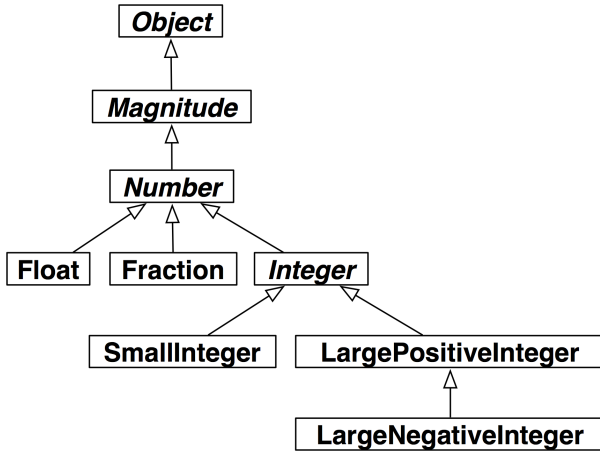 Object
Magnitude
Number
Float
Fraction
Integer
SmallInteger
LargePositiveInteger
LargeNegativeInteger